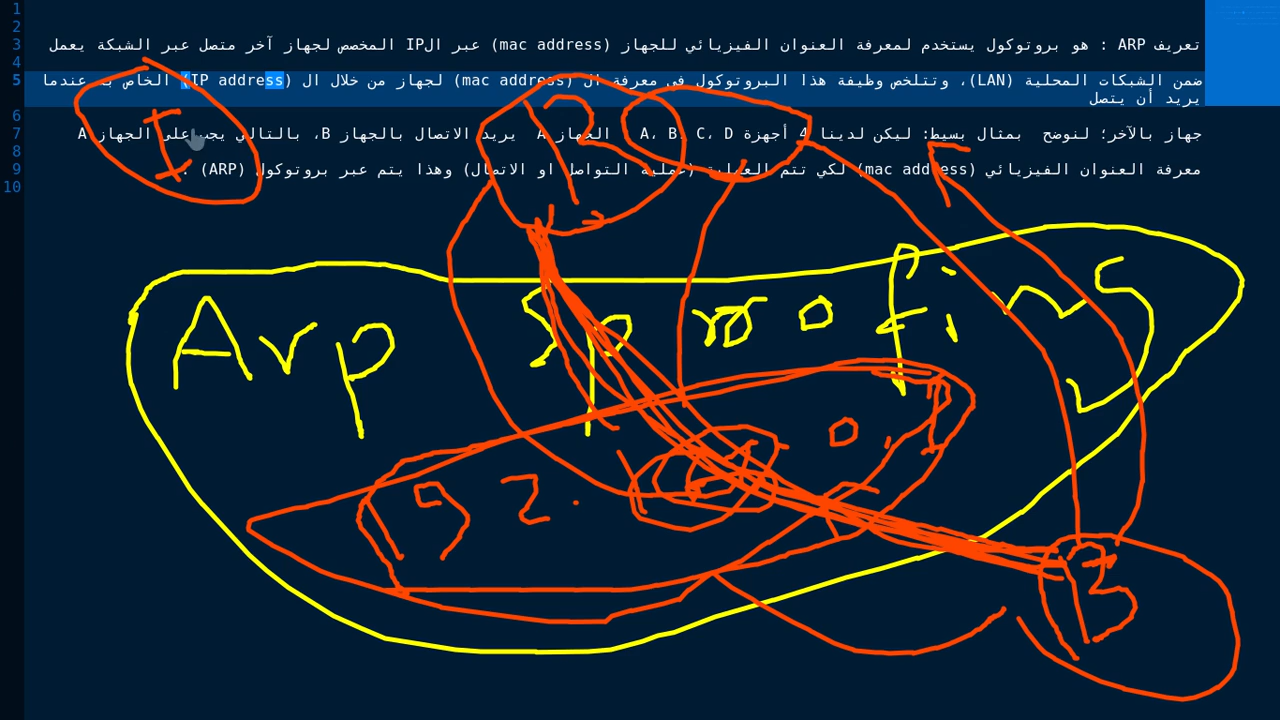 1
2
3 تعريف ARP : هو بروتوكول يستخدم لمعرفة العنوان الفيزيائي للجهاز (mac address) عبر الIP المخصص لجهاز آخر متصل عبر الشبكة يعمل
4
5 ضمن الشبكات المحلية (LAN)، وتتلخص وظيفة هذا البروتوكول في معرفة ال (mac address) لجهاز من خلال ال (IP address) الخاص به عندما
يريد أن يتصل
6
7 جهاز بالآخر؛ لنوضح بمثال بسيط: ليكن لدينا 4 أجهزة A، B، C، D ، الجهاز A يريد الاتصال بالجهاز B، بالتالي يجب على الجهاز A
8
9 معرفة العنوان الفيزيائي (mac address) لكي تتم العملية (عملية التواصل او الاتصال) وهذا يتم عبر بروتوكول (ARP) .
10
Arp